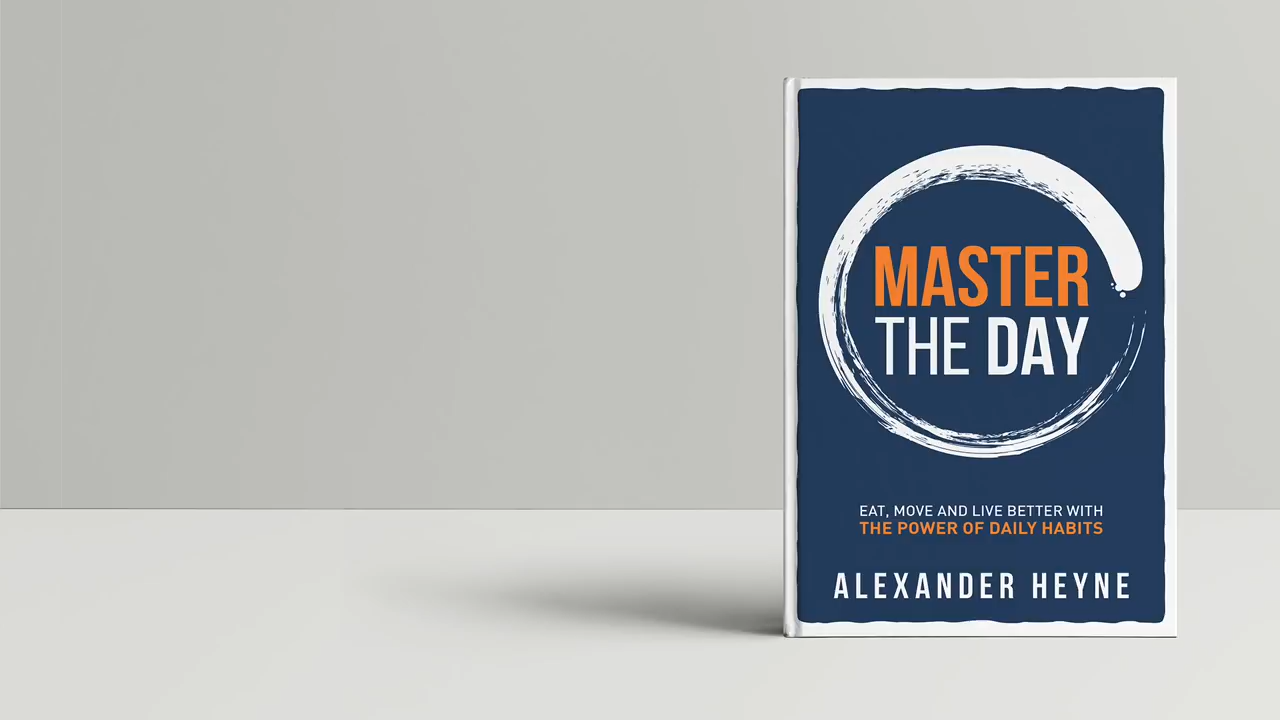 MASTER
THE DAY
EAT, MOVE AND LIVE BETTER WITH
THE POWER OF DAILY HABITS
ALEXANDER HEYNE